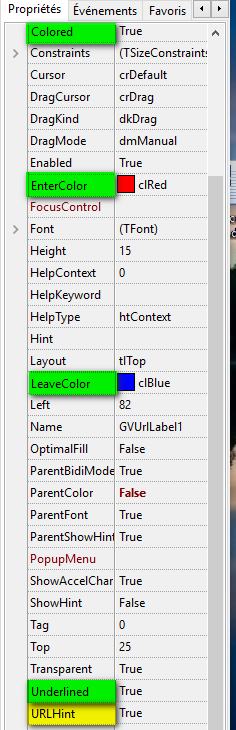 Propriétés Événements Favoris
Colored True
Constraints (TSizeConstraints
Cursor crDefault
DragCursor crDrag
DragKind dkDrag
DragMode dmManual
Enabled True
EnterColor clRed
FocusControl
Font (TFont)
Height 15
HelpContext 0
HelpKeyword
HelpType htContext
Hint
Layout tlTop
LeaveColor clBlue
Left 82
Name GVUrlLabel1
OptimalFill False
ParentBidiMode True
ParentColor False
ParentFont True
ParentShowHint True
PopupMenu
ShowAccelChar True
ShowHint False
Tag 0
Top 25
Transparent True
Underlined True
URLHint True